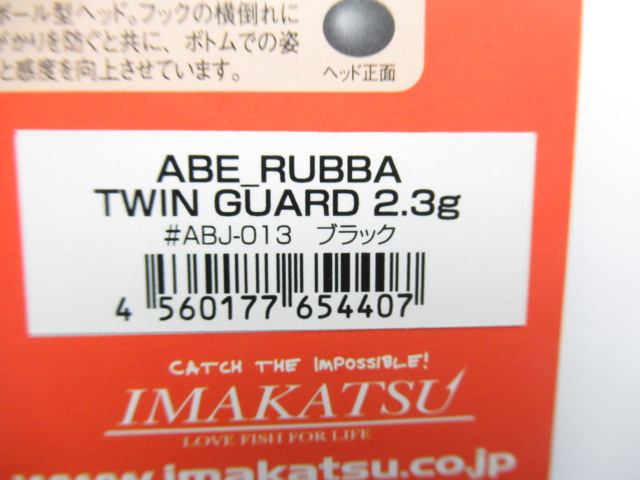 ボール型ヘッド。フックの横倒れに
がかりを防ぐと共に、ボトムでの姿
と感度を向上させています。
ヘッド正面
ABE_RUBBA
TWIN GUARD 2.3g
#ABJ-013 ブラック
4 560177 654407
CATCH THE IMPOSSIBLE!
IMAKATSU
LOVE FISH FOR LIFE
www.imakatsu.co.jp